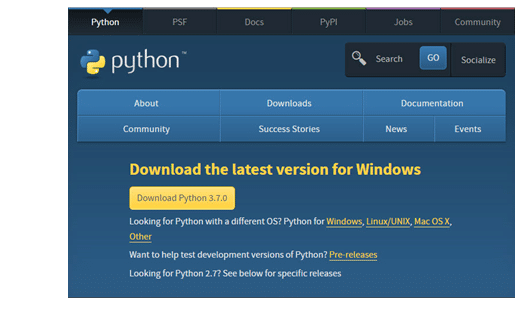 Python PSF Docs PyPI Jobs Community
python™ Search GO Socialize
About Downloads Documentation
Community Success Stories News Events
Download the latest version for Windows
Download Python 3.7.0
Looking for Python with a different OS? Python for Windows, Linux/UNIX, Mac OS X,
Other
Want to help test development versions of Python? Pre-releases
Looking for Python 2.7? See below for specific releases